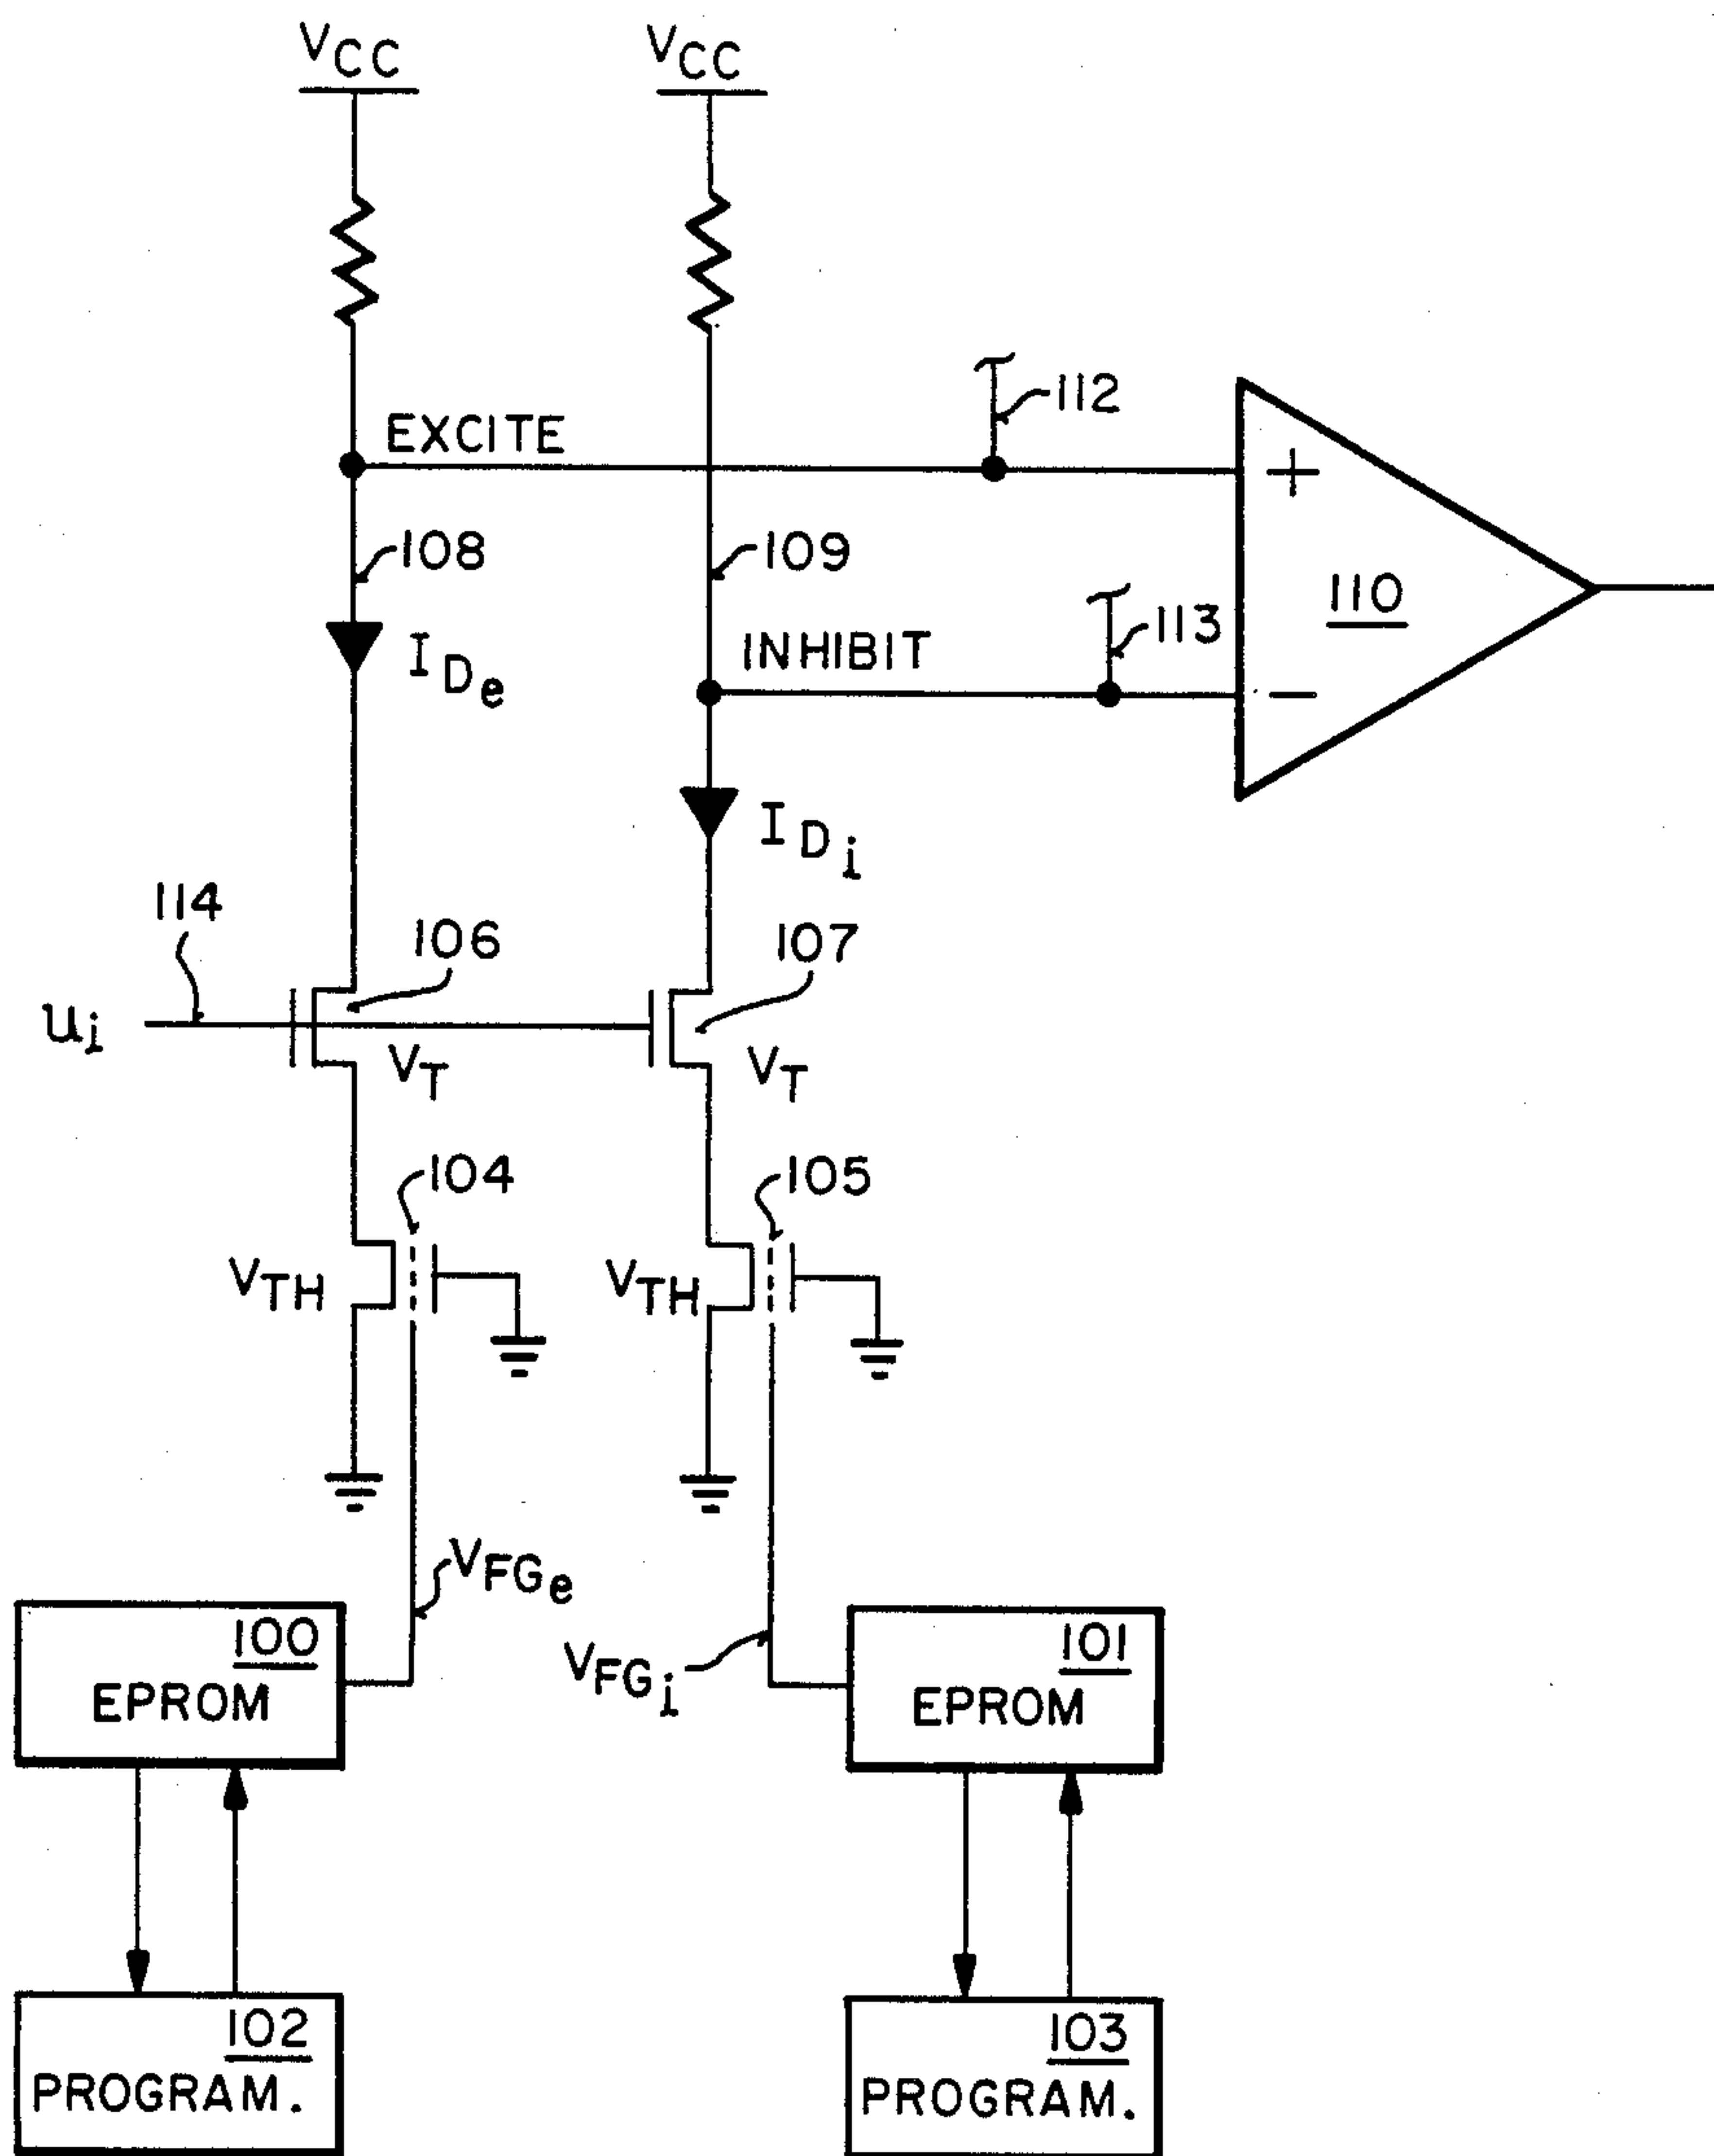 VCC VCC
112
EXCITE
+
108 109
110
113
IDe
INHIBIT
−
IDi
114
106 107
ui
VT VT
104 105
VTH VTH
VFGe
100
EPROM
VFGi
101
EPROM
102
PROGRAM.
103
PROGRAM.